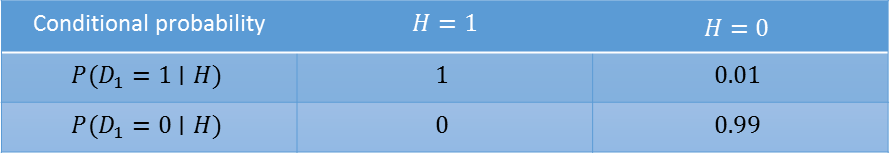 Conditional probability H = 1 H = 0
P(D₁ = 1 ∣ H) 1 0.01
P(D₁ = 0 ∣ H) 0 0.99